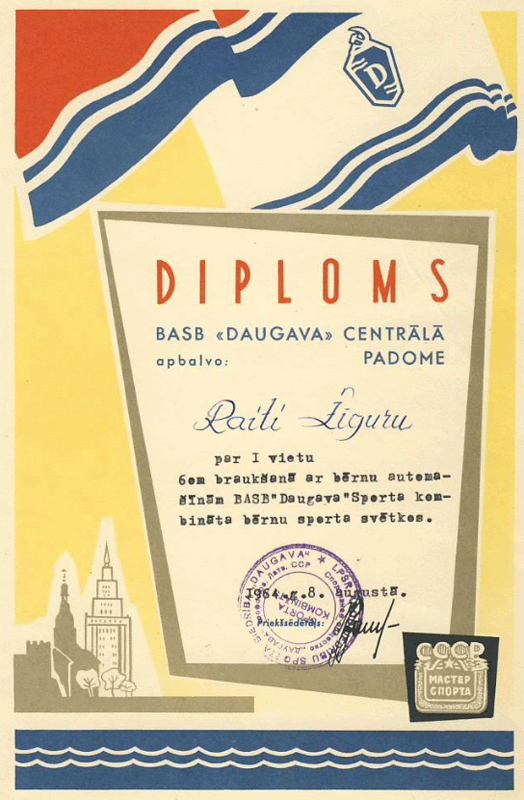 D
DIPLOMS
BASB «DAUGAVA» CENTRĀLĀ
apbalvo: PADOME
Raiti Žīguru
par I vietu
6om braukšanā ar bērnu automa-
šīnām BASB"Daugava"Sporta kom-
bināta bērnu sporta svētkos.
1964.g.8. augustā.
Priekšsēdētājs:
СССР
МАСТЕР
СПОРТА